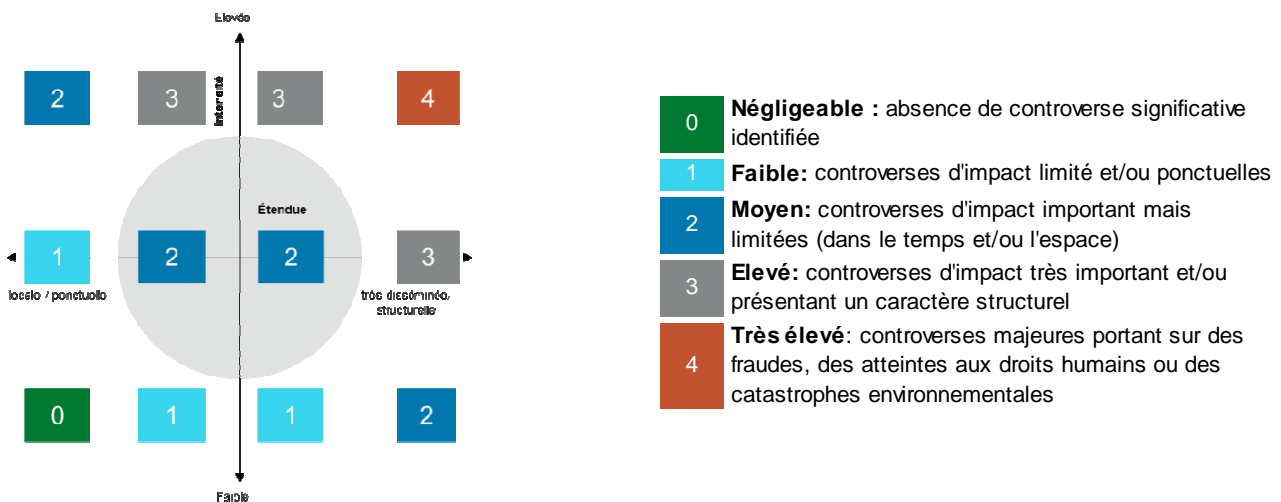 Elevée
2
3
3
4
Intensité
Étendue
1
2
2
3
locale / ponctuelle
très disséminée,
structurelle
0
1
1
2
Faible
0
Négligeable : absence de controverse significative
identifiée
1
Faible: controverses d'impact limité et/ou ponctuelles
2
Moyen: controverses d'impact important mais
limitées (dans le temps et/ou l'espace)
3
Elevé: controverses d'impact très important et/ou
présentant un caractère structurel
4
Très élevé: controverses majeures portant sur des
fraudes, des atteintes aux droits humains ou des
catastrophes environnementales